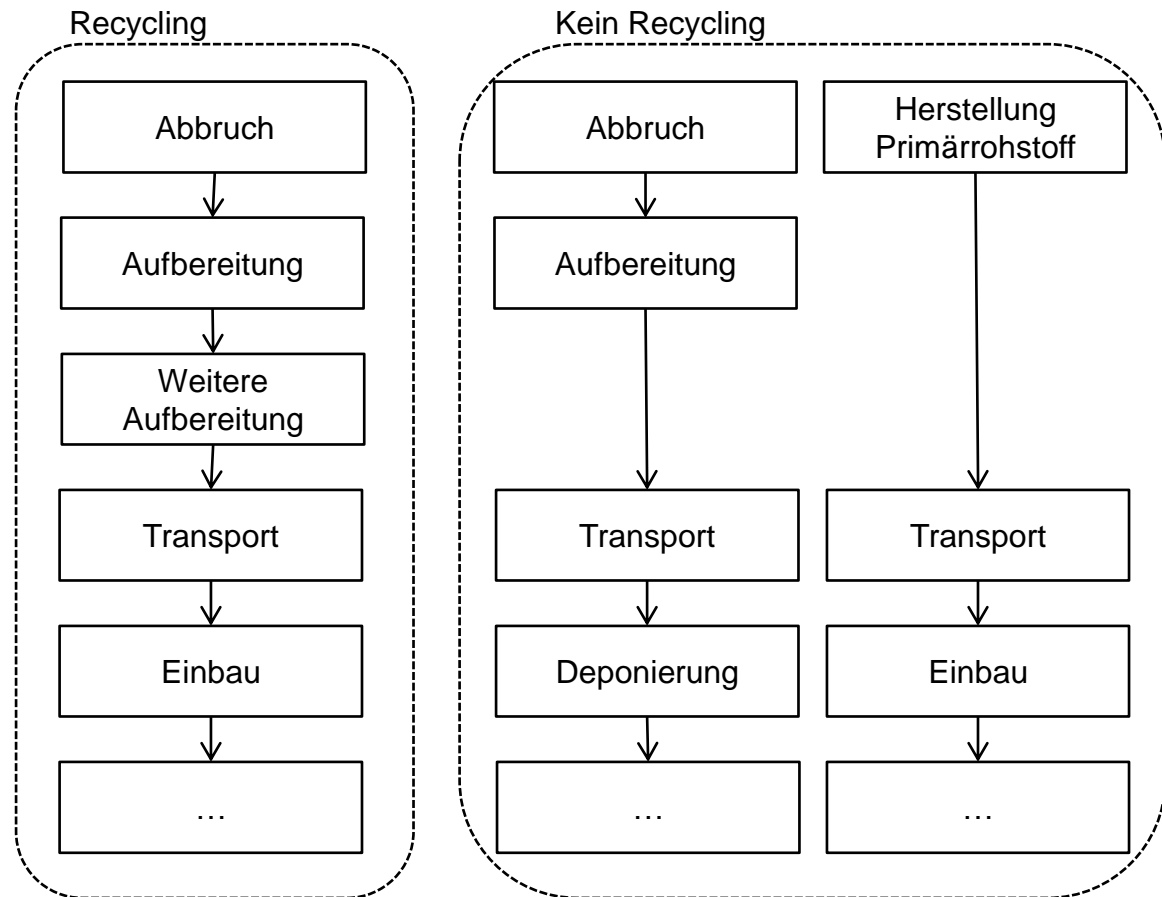 Recycling
Abbruch
Aufbereitung
Weitere
Aufbereitung
Transport
Einbau
…
Kein Recycling
Abbruch
Aufbereitung
Transport
Deponierung
…
Herstellung
Primärrohstoff
Transport
Einbau
…